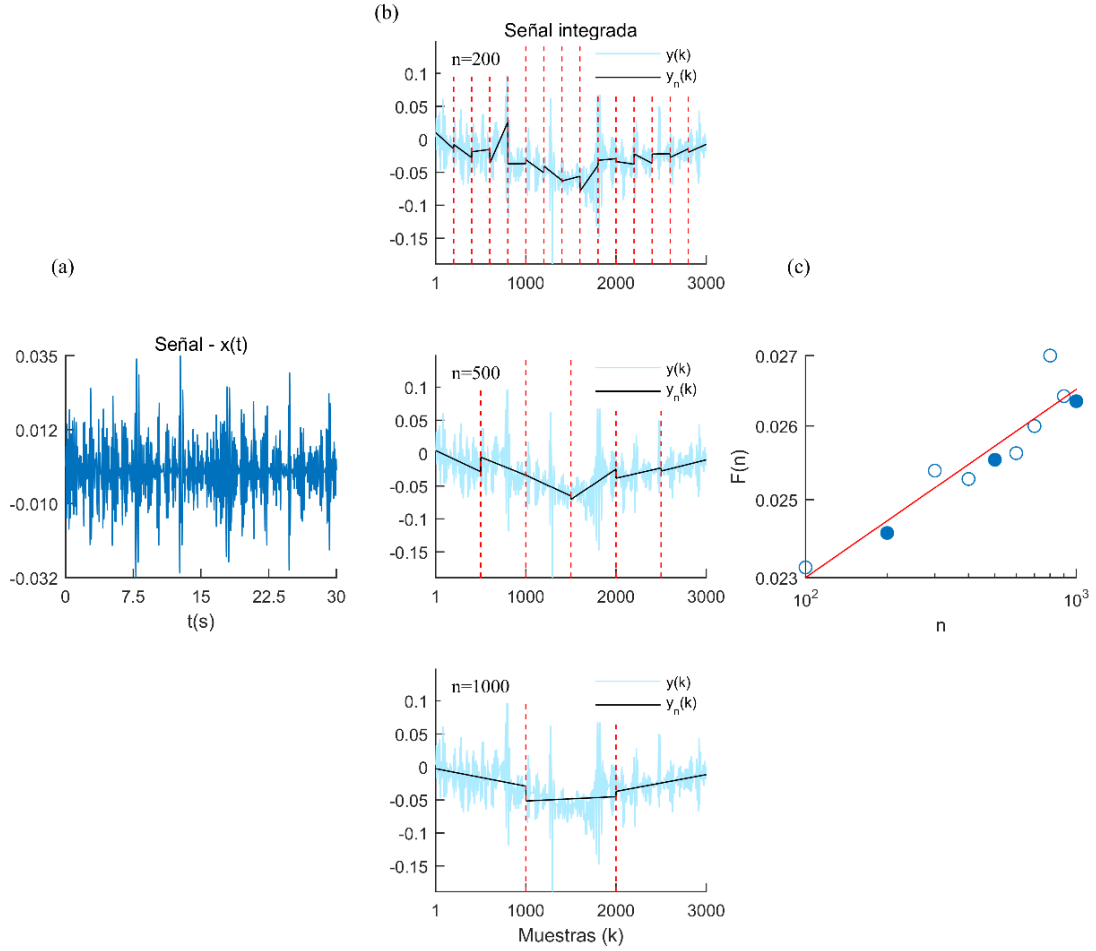 (b)
Señal integrada
n=200
y(k)
y_n(k)
0.1
0.05
0
-0.05
-0.1
-0.15
1 1000 2000 3000
(a)
Señal - x(t)
0.035
0.012
-0.010
-0.032
0 7.5 15 22.5 30
t(s)
n=500
y(k)
y_n(k)
0.1
0.05
0
-0.05
-0.1
-0.15
1 1000 2000 3000
n=1000
y(k)
y_n(k)
0.1
0.05
0
-0.05
-0.1
-0.15
1 1000 2000 3000
Muestras (k)
(c)
0.027
0.026
0.025
0.023
F(n)
10^2 10^3
n